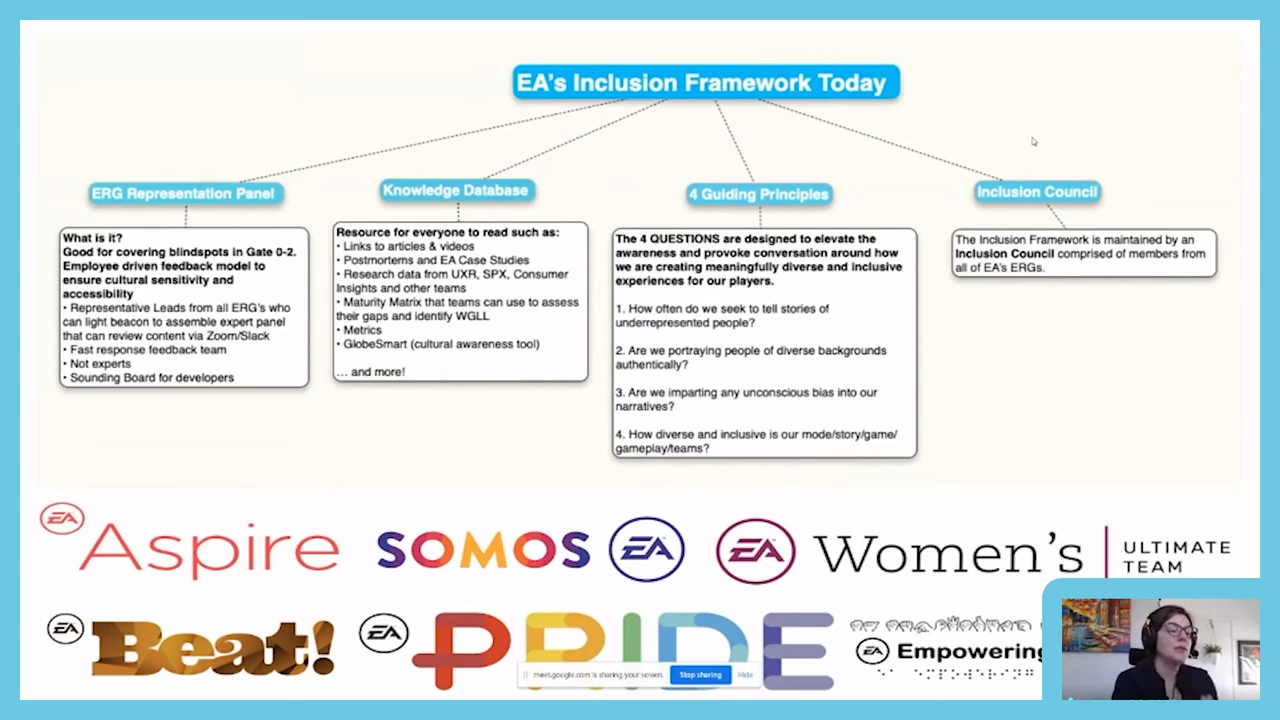 EA's Inclusion Framework Today
ERG Representation Panel
What is it?
Good for covering blindspots in Gate 0-2.
Employee driven feedback model to
ensure cultural sensitivity and
accessibility
• Representative Leads from all ERG's who
can light beacon to assemble expert panel
that can review content via Zoom/Slack
• Fast response feedback team
• Not experts
• Sounding Board for developers
Knowledge Database
Resource for everyone to read such as:
• Links to articles & videos
• Postmortems and EA Case Studies
• Research data from UXR, SPX, Consumer
Insights and other teams
• Maturity Matrix that teams can use to assess
their gaps and identify WGLL
• Metrics
• GlobeSmart (cultural awareness tool)
... and more!
4 Guiding Principles
The 4 QUESTIONS are designed to elevate the
awareness and provoke conversation around how
we are creating meaningfully diverse and inclusive
experiences for our players.
1. How often do we seek to tell stories of
underrepresented people?
2. Are we portraying people of diverse backgrounds
authentically?
3. Are we imparting any unconscious bias into our
narratives?
4. How diverse and inclusive is our mode/story/game/
gameplay/teams?
Inclusion Council
The Inclusion Framework is maintained by an
Inclusion Council comprised of members from
all of EA's ERGs.
EA Aspire
SOMOS EA
EA Women's
ULTIMATE
TEAM
EA Beat!
EA PRIDE
EA Empowering
meet.google.com is sharing your screen.
Stop sharing
Hide